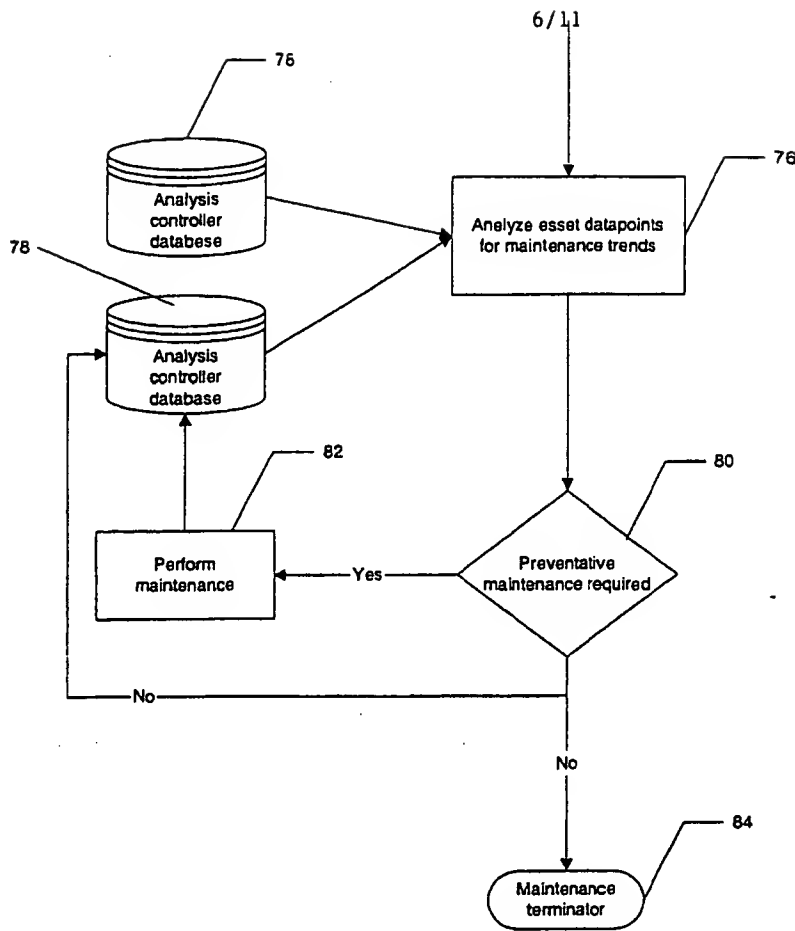 6/11
76
Analysis
controller
databese
76
Anelyze esset datapoints
for maintenance trends
78
Analysis
controller
database
82
80
Perform
maintenance
Yes
Preventative
maintenance required
No
No
84
Maintenance
terminator